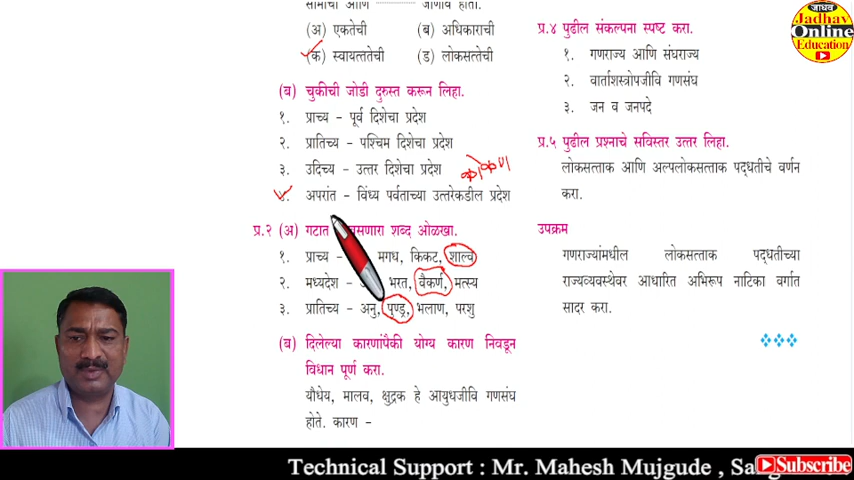 सीमांची आणि ................ जाणीव होती.
(अ) एकतेची (ब) अधिकाराची
(क) स्वायत्ततेची (ड) लोकसत्तेची
(ब) चुकीची जोडी दुरुस्त करून लिहा.
१. प्राच्य - पूर्व दिशेचा प्रदेश
२. प्रातिच्य - पश्चिम दिशेचा प्रदेश
३. उदिच्य - उत्तर दिशेचा प्रदेश
कोकण
४. अपरांत - विंध्य पर्वताच्या उत्तरेकडील प्रदेश
प्र.२ (अ) गटात शब्द ओळखा.
१. प्राच्य - मगध, किकट, शाल्व
२. मध्यदेश - भरत, वैकर्ण, मत्स्य
३. प्रातिच्य - अनु, पुण्ड्र, भलाण, परशु
(ब) दिलेल्या कारणांपैकी योग्य कारण निवडून
विधान पूर्ण करा.
यौधेय, मालव, क्षुद्रक हे आयुधजीवि गणसंघ
होते. कारण -
प्र.४ पुढील संकल्पना स्पष्ट करा.
१. गणराज्य आणि संघराज्य
२. वार्ताशस्त्रोपजीवि गणसंघ
३. जन व जनपदे
प्र.५ पुढील प्रश्नाचे सविस्तर उत्तर लिहा.
लोकसत्ताक आणि अल्पलोकसत्ताक पद्धतीचे वर्णन
करा.
उपक्रम
गणराज्यांमधील लोकसत्ताक पद्धतीच्या
राज्यव्यवस्थेवर आधारित अभिरूप नाटिका वर्गात
सादर करा.
जाधव
Jadhav
Online
Education
Technical Support : Mr. Mahesh Mujgude ,
Subscribe